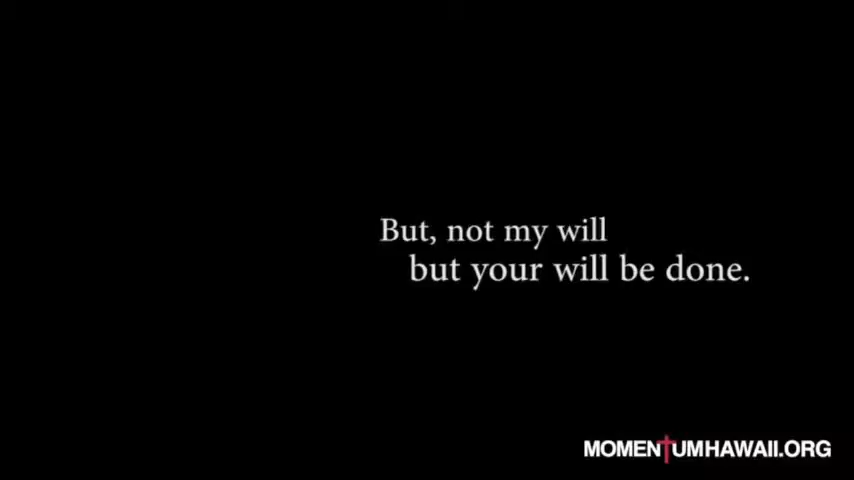 But, not my will
but your will be done.
MOMENTUMHAWAII.ORG